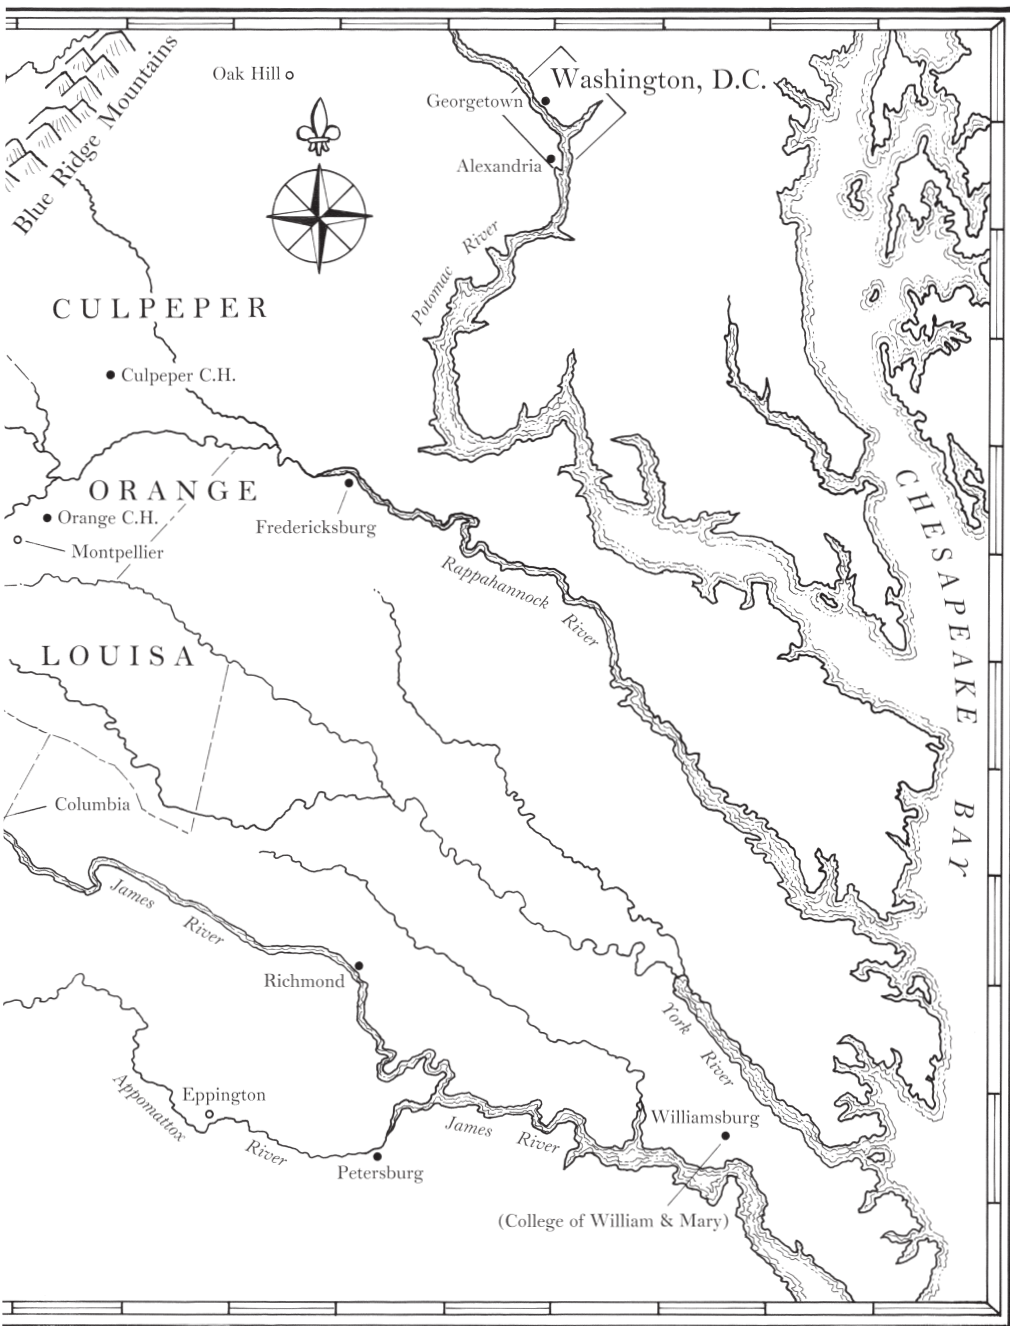 Oak Hill
Washington, D.C.
Georgetown
Alexandria
Blue Ridge Mountains
Potomac River
CULPEPER
Culpeper C.H.
ORANGE
Orange C.H.
Fredericksburg
Montpellier
Rappahannock River
CHESAPEAKE BAY
LOUISA
Columbia
James River
Richmond
York River
Appomattox River
Eppington
Williamsburg
James River
Petersburg
(College of William & Mary)